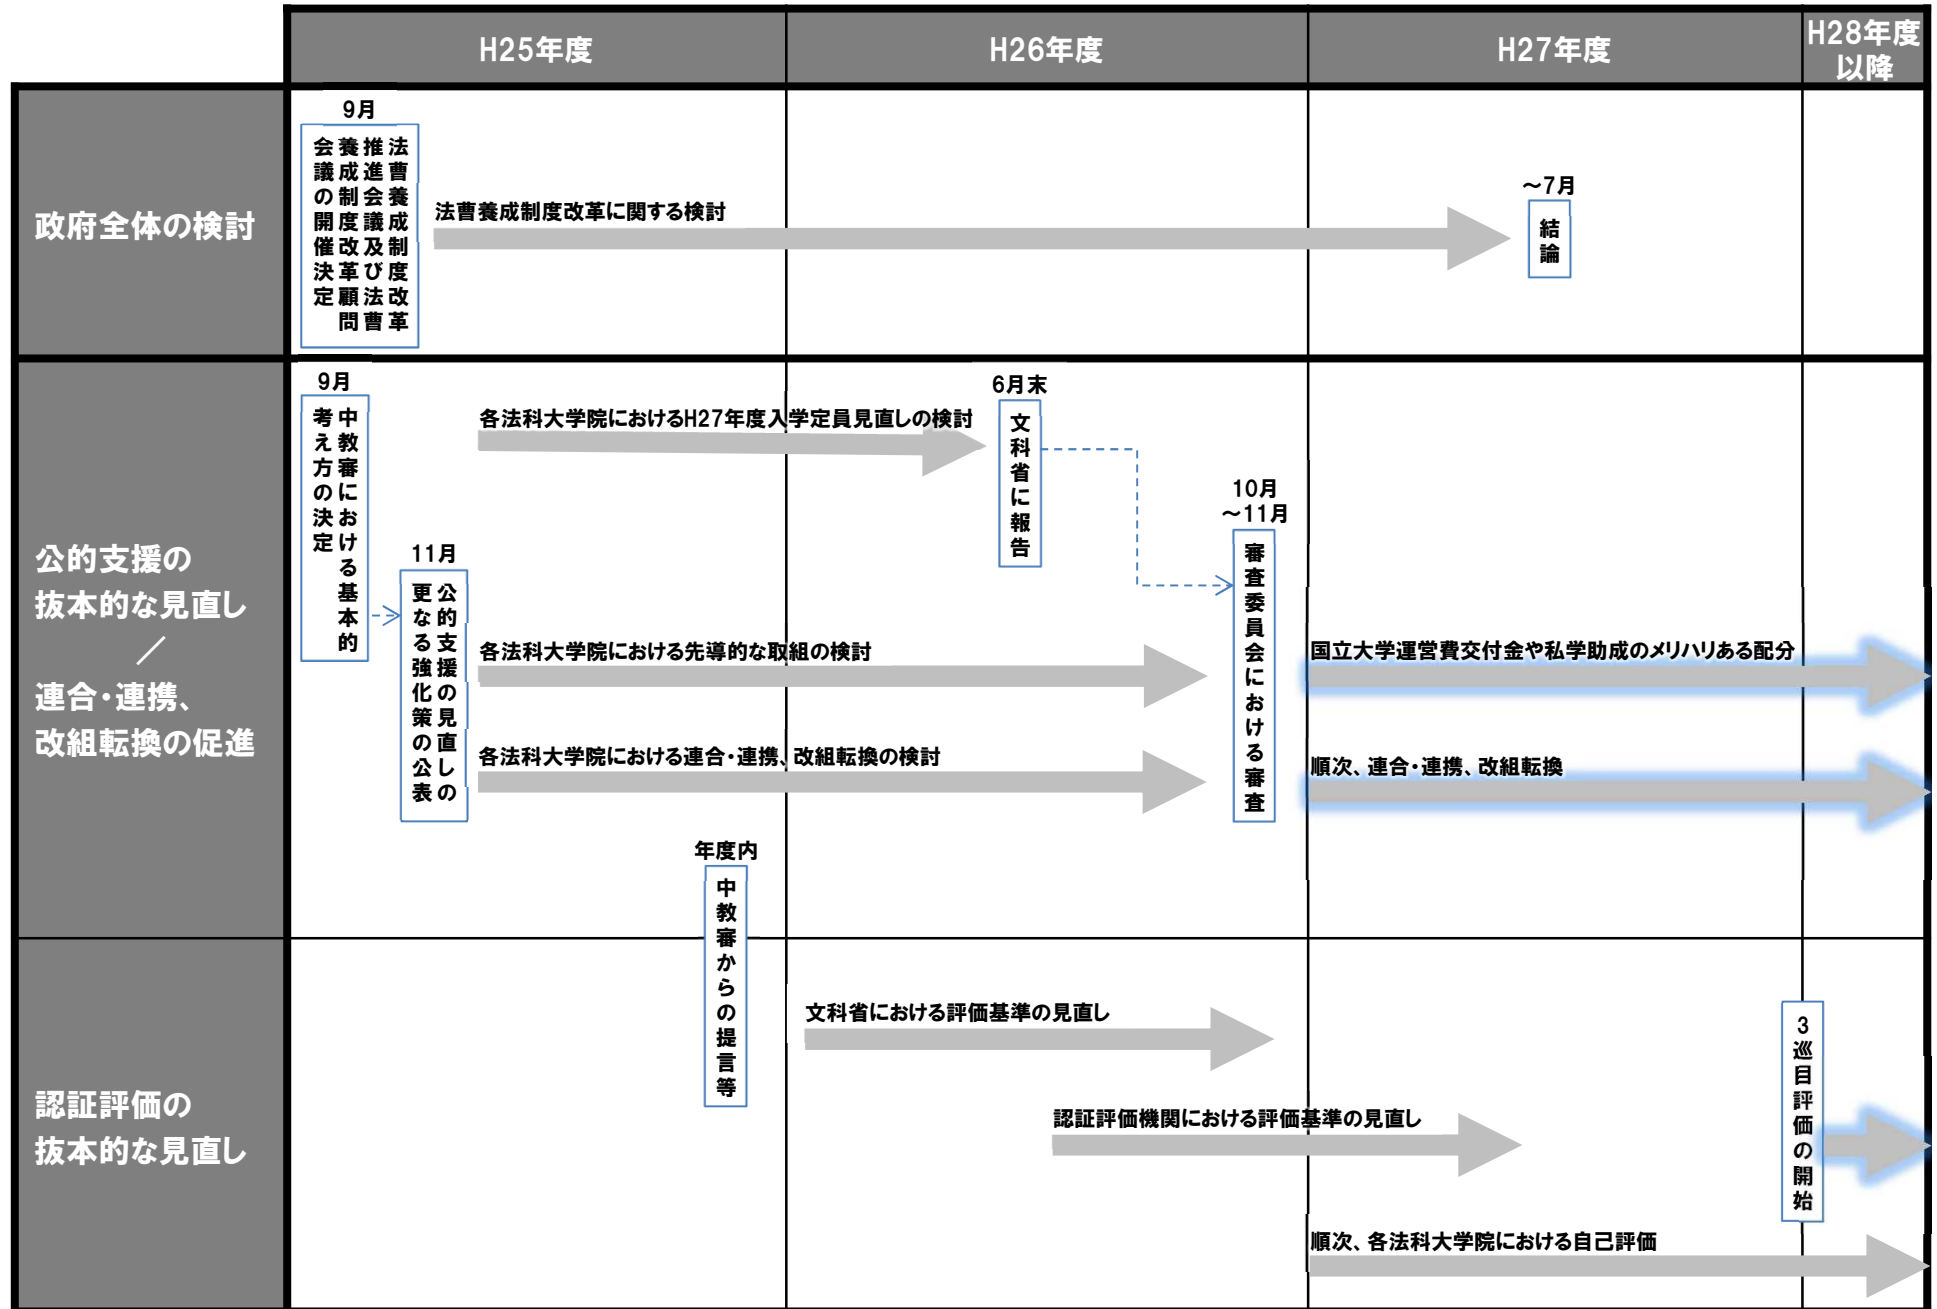 H25年度
H26年度
H27年度
H28年度
以降
政府全体の検討
9月
法曹養成制度改革
推進会議及び法曹
養成制度改革顧問
会議の開催決定
法曹養成制度改革に関する検討
～7月
結論
公的支援の
抜本的な見直し
／
連合・連携、
改組転換の促進
9月
中教審における基本的
考え方の決定
11月
公的支援の見直しの
更なる強化策の公表
各法科大学院におけるH27年度入学定員見直しの検討
6月末
文科省に報告
10月
～11月
審査委員会における審査
各法科大学院における先導的な取組の検討
国立大学運営費交付金や私学助成のメリハリある配分
各法科大学院における連合・連携、改組転換の検討
順次、連合・連携、改組転換
年度内
中教審からの提言等
認証評価の
抜本的な見直し
文科省における評価基準の見直し
認証評価機関における評価基準の見直し
3巡目評価の開始
順次、各法科大学院における自己評価